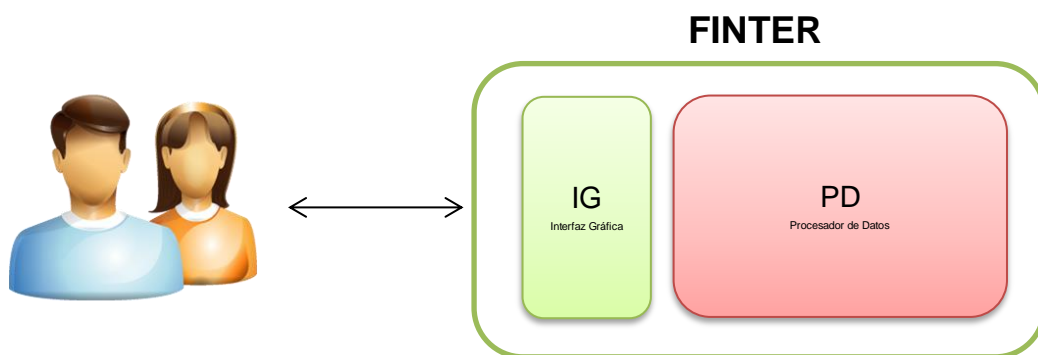 FINTER
IG
Interfaz Gráfica
PD
Procesador de Datos